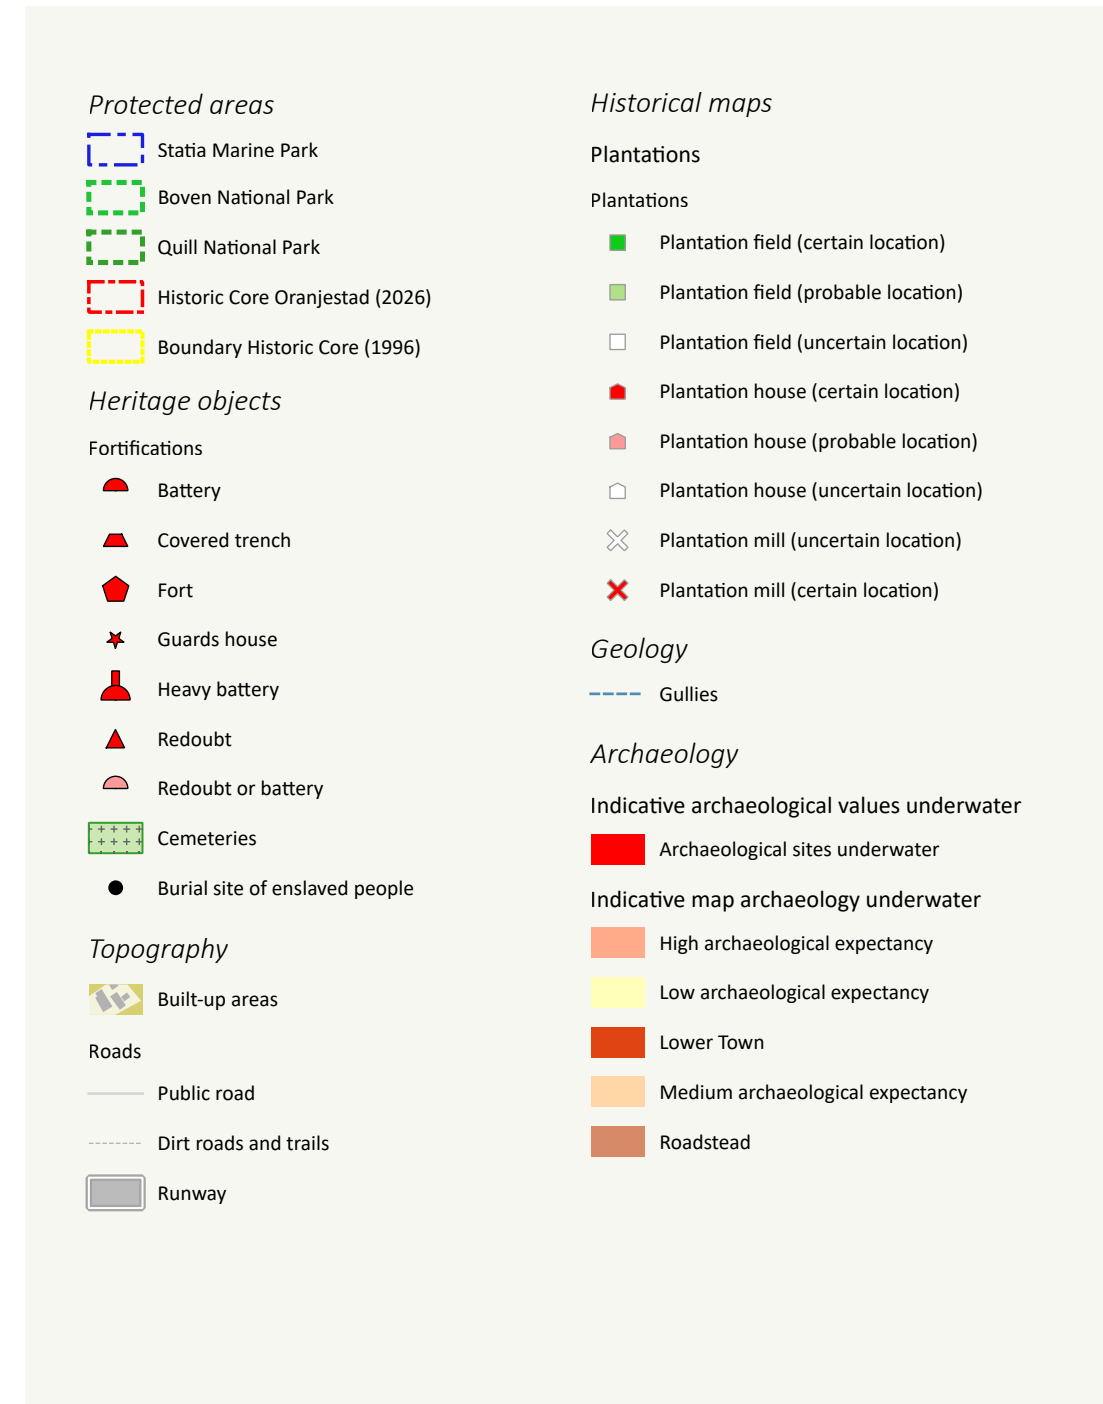 Protected areas
Statia Marine Park
Boven National Park
Quill National Park
Historic Core Oranjestad (2026)
Boundary Historic Core (1996)
Heritage objects
Fortifications
Battery
Covered trench
Fort
Guards house
Heavy battery
Redoubt
Redoubt or battery
Cemeteries
Burial site of enslaved people
Topography
Built-up areas
Roads
Public road
Dirt roads and trails
Runway
Historical maps
Plantations
Plantations
Plantation field (certain location)
Plantation field (probable location)
Plantation field (uncertain location)
Plantation house (certain location)
Plantation house (probable location)
Plantation house (uncertain location)
Plantation mill (uncertain location)
Plantation mill (certain location)
Geology
Gullies
Archaeology
Indicative archaeological values underwater
Archaeological sites underwater
Indicative map archaeology underwater
High archaeological expectancy
Low archaeological expectancy
Lower Town
Medium archaeological expectancy
Roadstead